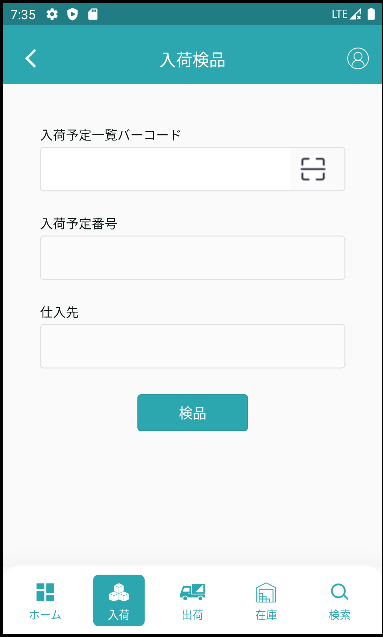 7:35
LTE
入荷検品
入荷予定一覧バーコード
入荷予定番号
仕入先
検品
ホーム
入荷
出荷
在庫
検索